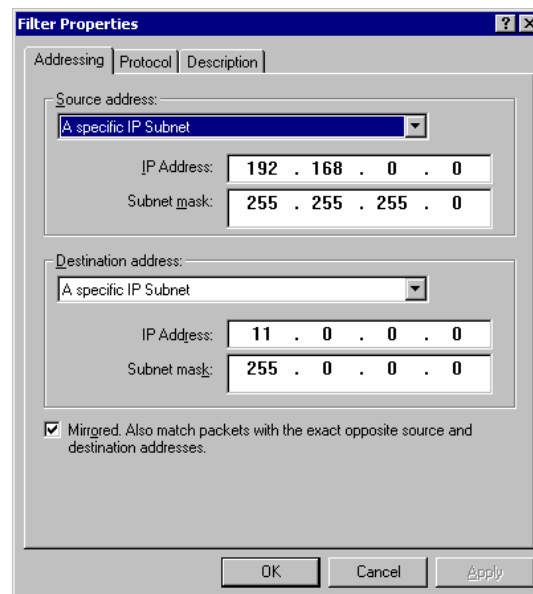 Filter Properties
Addressing Protocol Description
Source address:
A specific IP Subnet
IP Address: 192 . 168 . 0 . 0
Subnet mask: 255 . 255 . 255 . 0
Destination address:
A specific IP Subnet
IP Address: 11 . 0 . 0 . 0
Subnet mask: 255 . 0 . 0 . 0
Mirrored. Also match packets with the exact opposite source and
destination addresses.
OK Cancel Apply